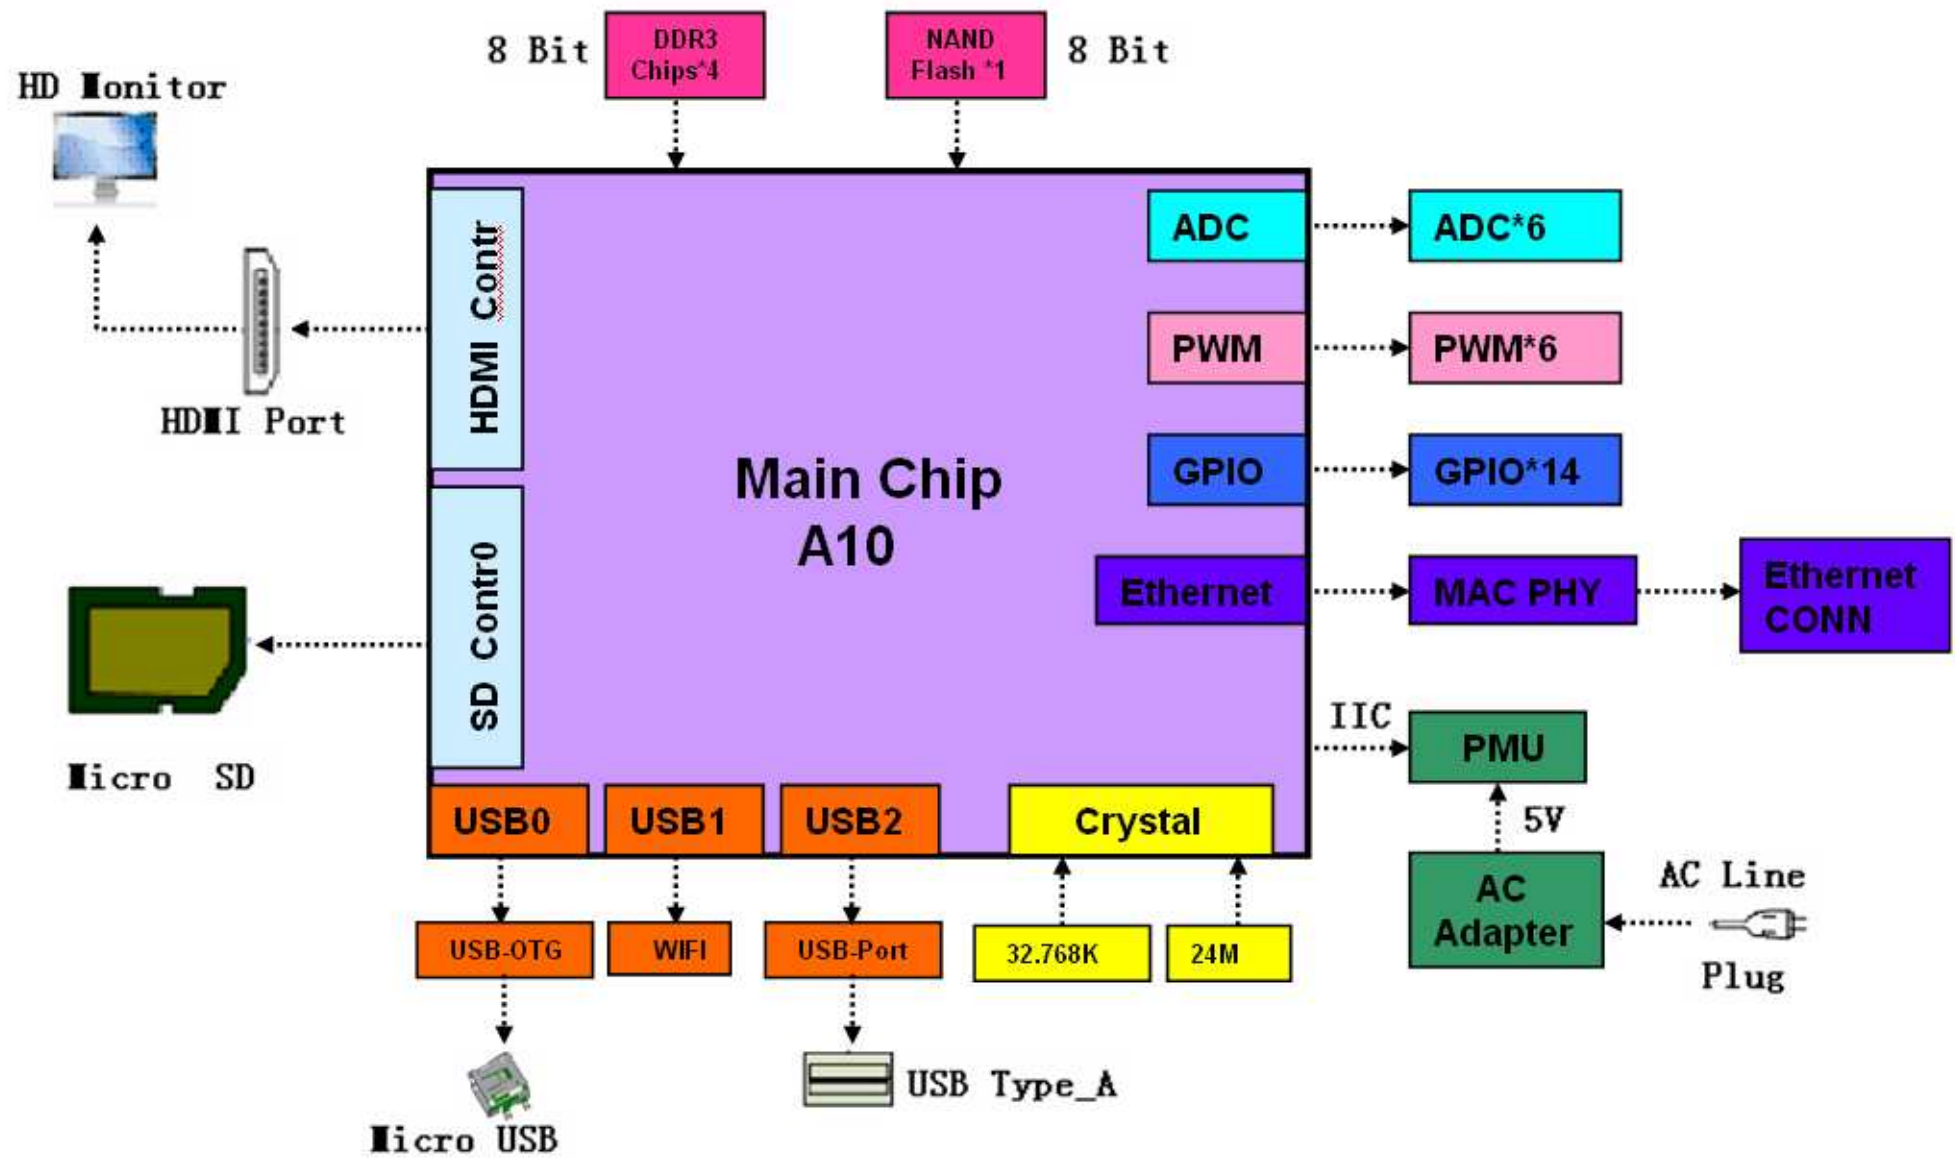 8 Bit
DDR3
Chips*4
NAND
Flash *1
8 Bit
HD Monitor
HDMI Port
HDMI Contr
SD Contr0
Micro SD
Main Chip
A10
ADC
ADC*6
PWM
PWM*6
GPIO
GPIO*14
Ethernet
MAC PHY
Ethernet
CONN
IIC
PMU
5V
AC
Adapter
AC Line
Plug
USB0
USB1
USB2
Crystal
USB-OTG
WIFI
USB-Port
32.768K
24M
Micro USB
USB Type_A